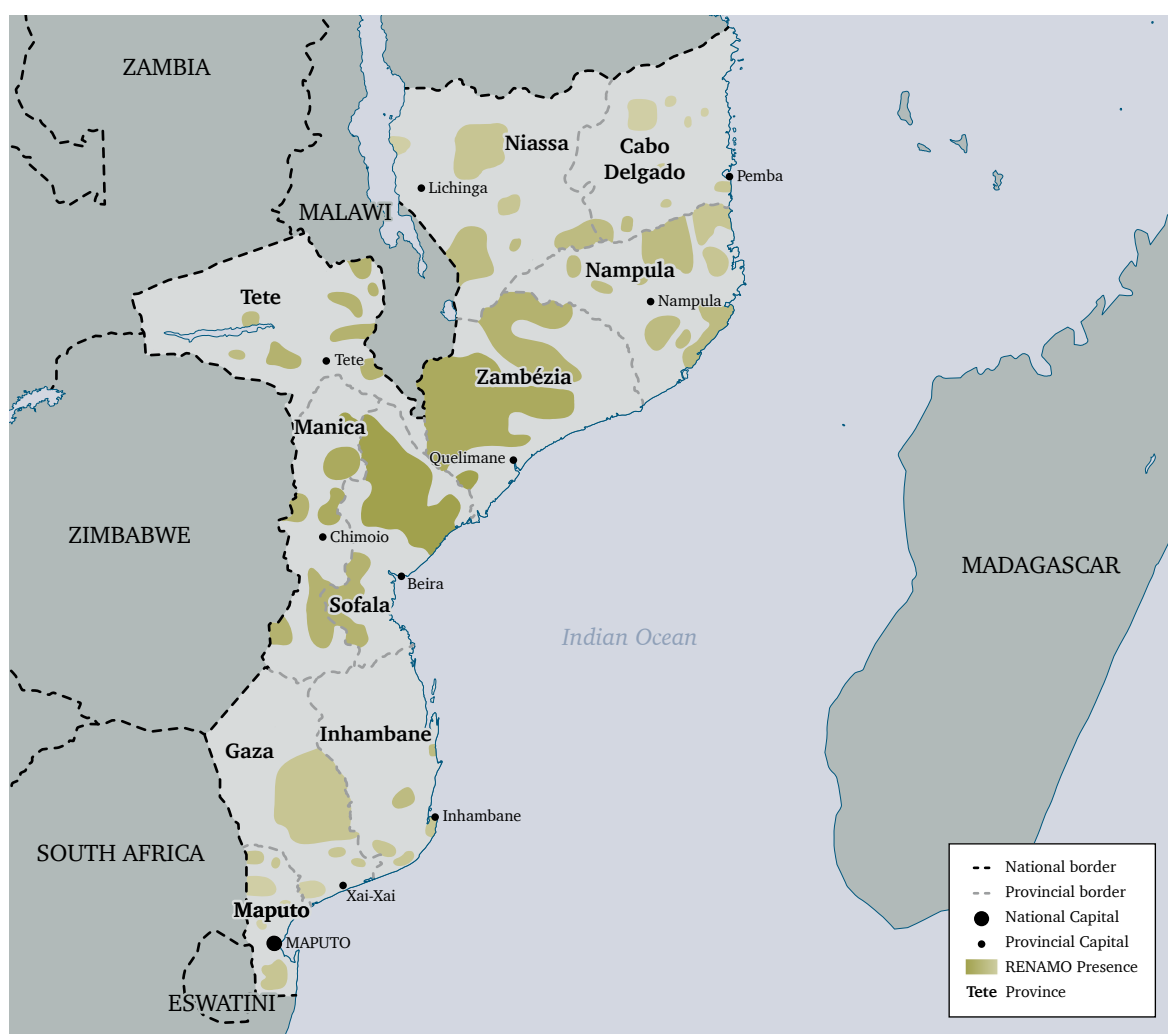 ZAMBIA
Niassa
Cabo
Delgado
Pemba
Lichinga
MALAWI
Nampula
Nampula
Tete
Tete
Zambézia
Manica
Quelimane
ZIMBABWE
Chimoio
Beira
Sofala
MADAGASCAR
Indian Ocean
Inhambane
Gaza
Inhambane
SOUTH AFRICA
Xai-Xai
Maputo
MAPUTO
ESWATINI
National border
Provincial border
National Capital
Provincial Capital
RENAMO Presence
Tete Province